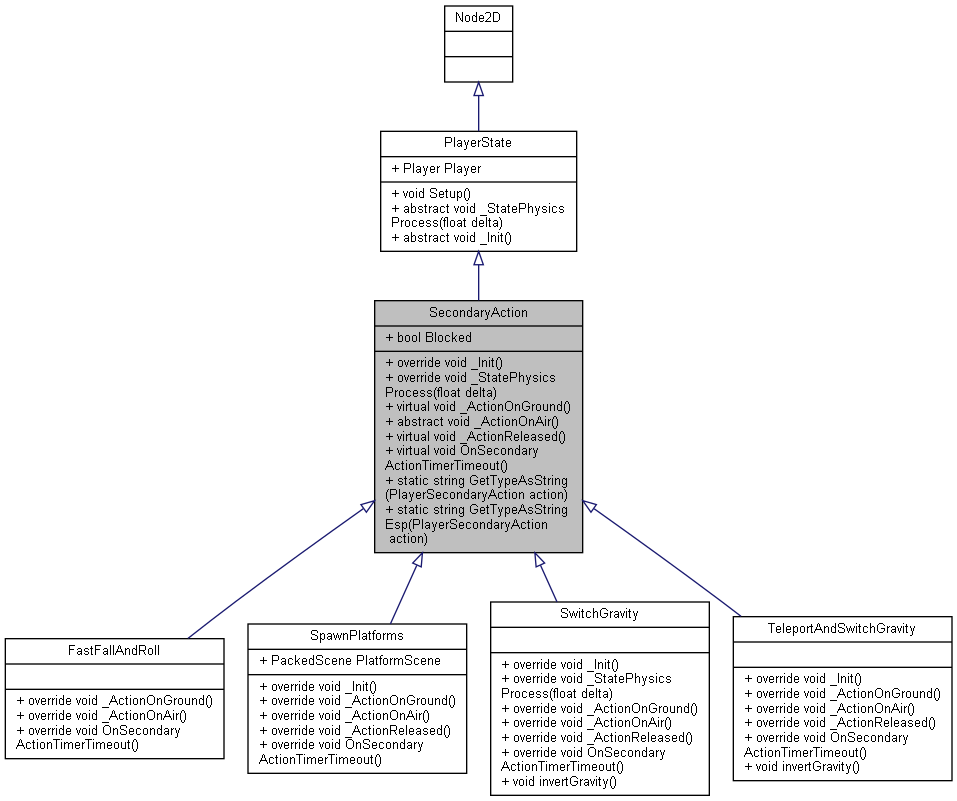 Node2D
PlayerState
+ Player Player
+ void Setup()
+ abstract void _StatePhysics
Process(float delta)
+ abstract void _Init()
SecondaryAction
+ bool Blocked
+ override void _Init()
+ override void _StatePhysics
Process(float delta)
+ virtual void _ActionOnGround()
+ abstract void _ActionOnAir()
+ virtual void _ActionReleased()
+ virtual void OnSecondary
ActionTimerTimeout()
+ static string GetTypeAsString
(PlayerSecondaryAction action)
+ static string GetTypeAsString
Esp(PlayerSecondaryAction
action)
FastFallAndRoll
+ override void _ActionOnGround()
+ override void _ActionOnAir()
+ override void OnSecondary
ActionTimerTimeout()
SpawnPlatforms
+ PackedScene PlatformScene
+ override void _Init()
+ override void _ActionOnGround()
+ override void _ActionOnAir()
+ override void _ActionReleased()
+ override void OnSecondary
ActionTimerTimeout()
SwitchGravity
+ override void _Init()
+ override void _StatePhysics
Process(float delta)
+ override void _ActionOnGround()
+ override void _ActionOnAir()
+ override void _ActionReleased()
+ override void OnSecondary
ActionTimerTimeout()
+ void invertGravity()
TeleportAndSwitchGravity
+ override void _Init()
+ override void _ActionOnGround()
+ override void _ActionOnAir()
+ override void _ActionReleased()
+ override void OnSecondary
ActionTimerTimeout()
+ void invertGravity()